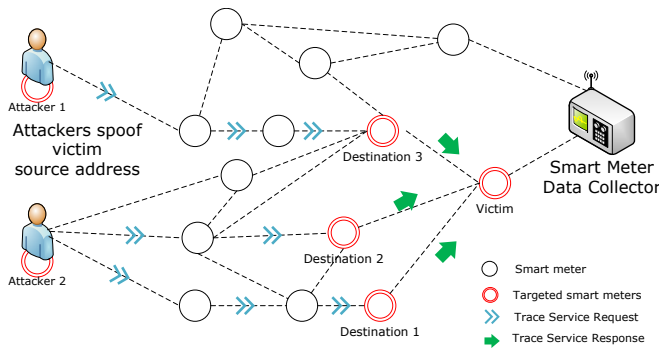 Attacker 1
Attackers spoof
victim
source address
Destination 3
Smart Meter
Data Collector
Victim
Attacker 2
Destination 2
Destination 1
Smart meter
Targeted smart meters
Trace Service Request
Trace Service Response